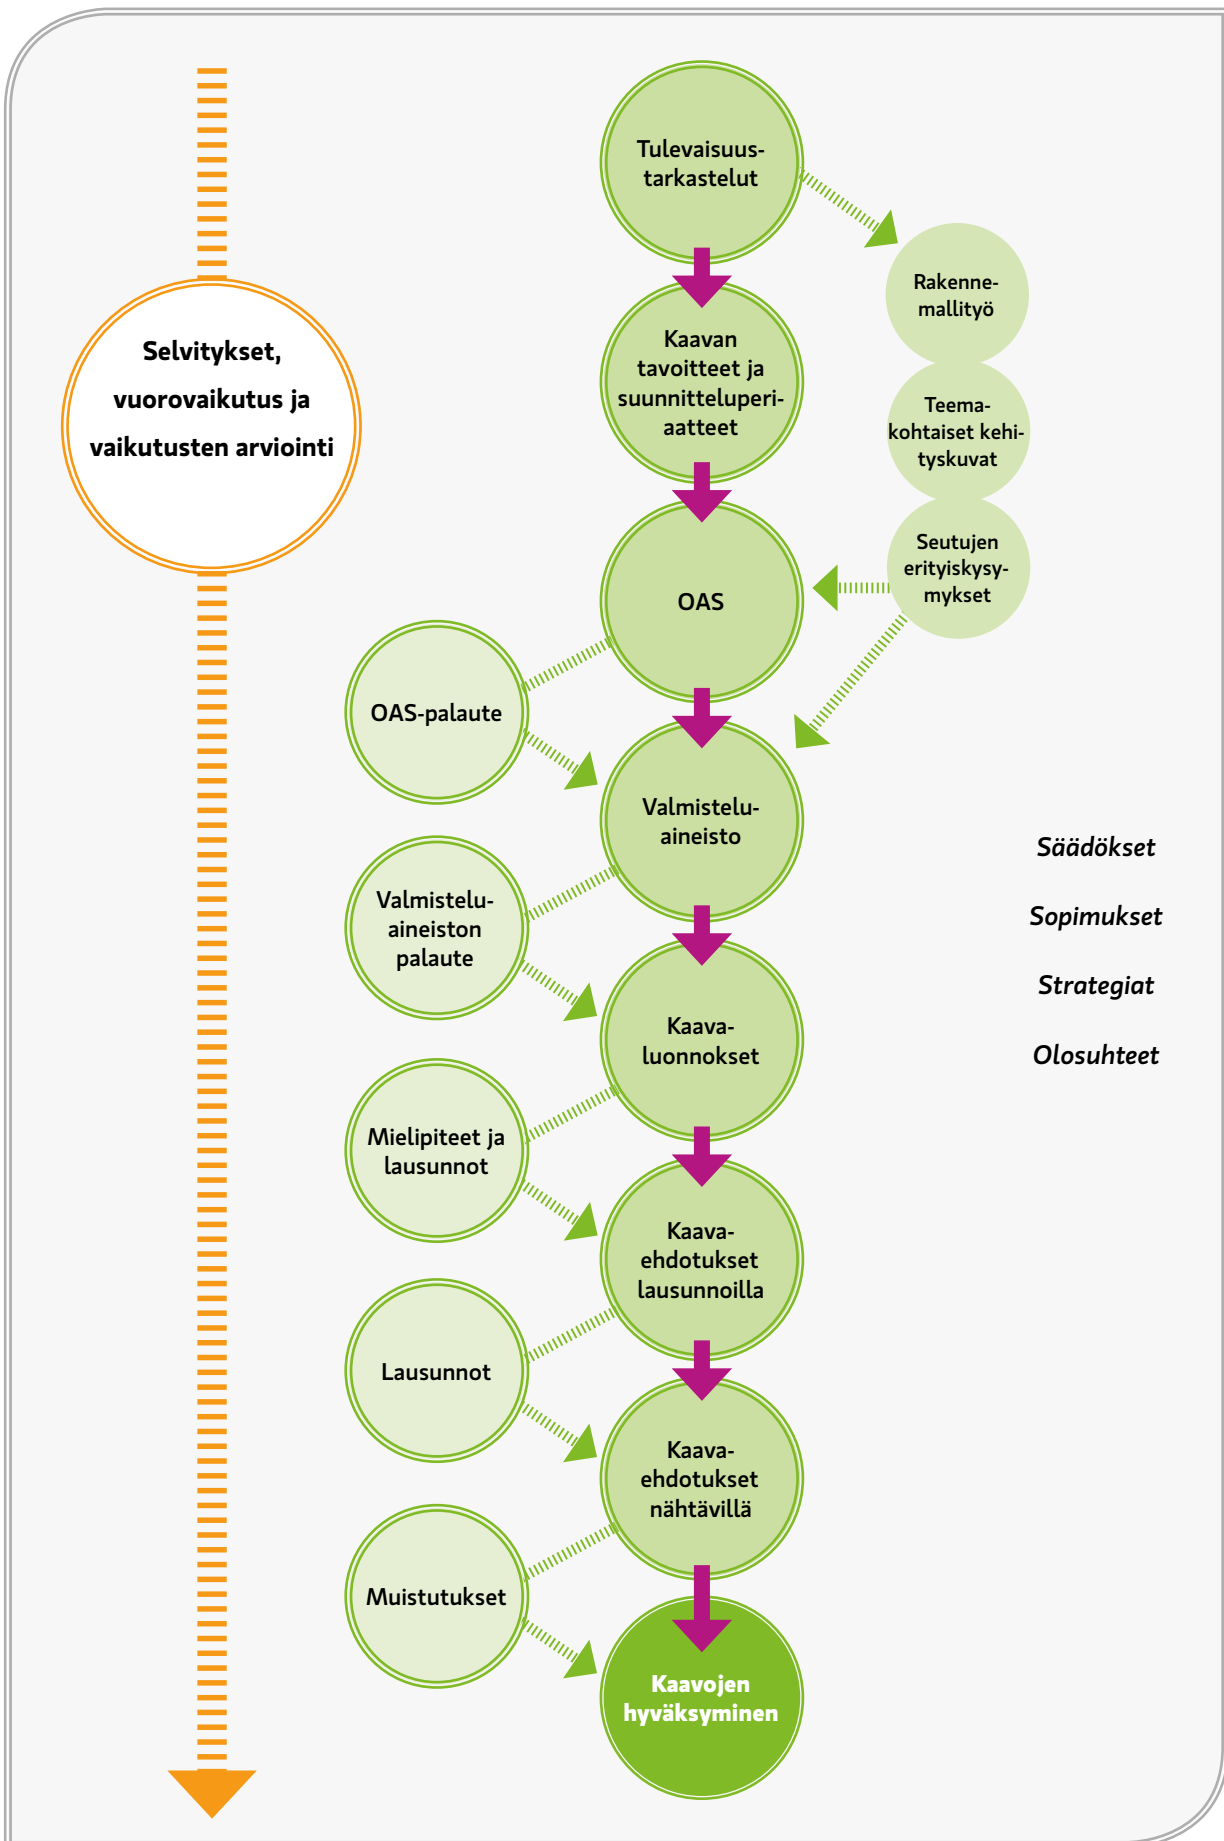 Tulevaisuus-
tarkastelut
Rakenne-
mallityö
Selvitykset,
vuorovaikutus ja
vaikutusten arviointi
Kaavan
tavoitteet ja
suunnitteluperi-
aatteet
Teema-
kohtaiset kehi-
tyskuvat
Seutujen
erityiskysy-
mykset
OAS
OAS-palaute
Valmistelu-
aineisto
Säädökset
Sopimukset
Strategiat
Olosuhteet
Valmistelu-
aineiston
palaute
Kaava-
luonnokset
Mielipiteet ja
lausunnot
Kaava-
ehdotukset
lausunnoilla
Lausunnot
Kaava-
ehdotukset
nähtävillä
Muistutukset
Kaavojen
hyväksyminen